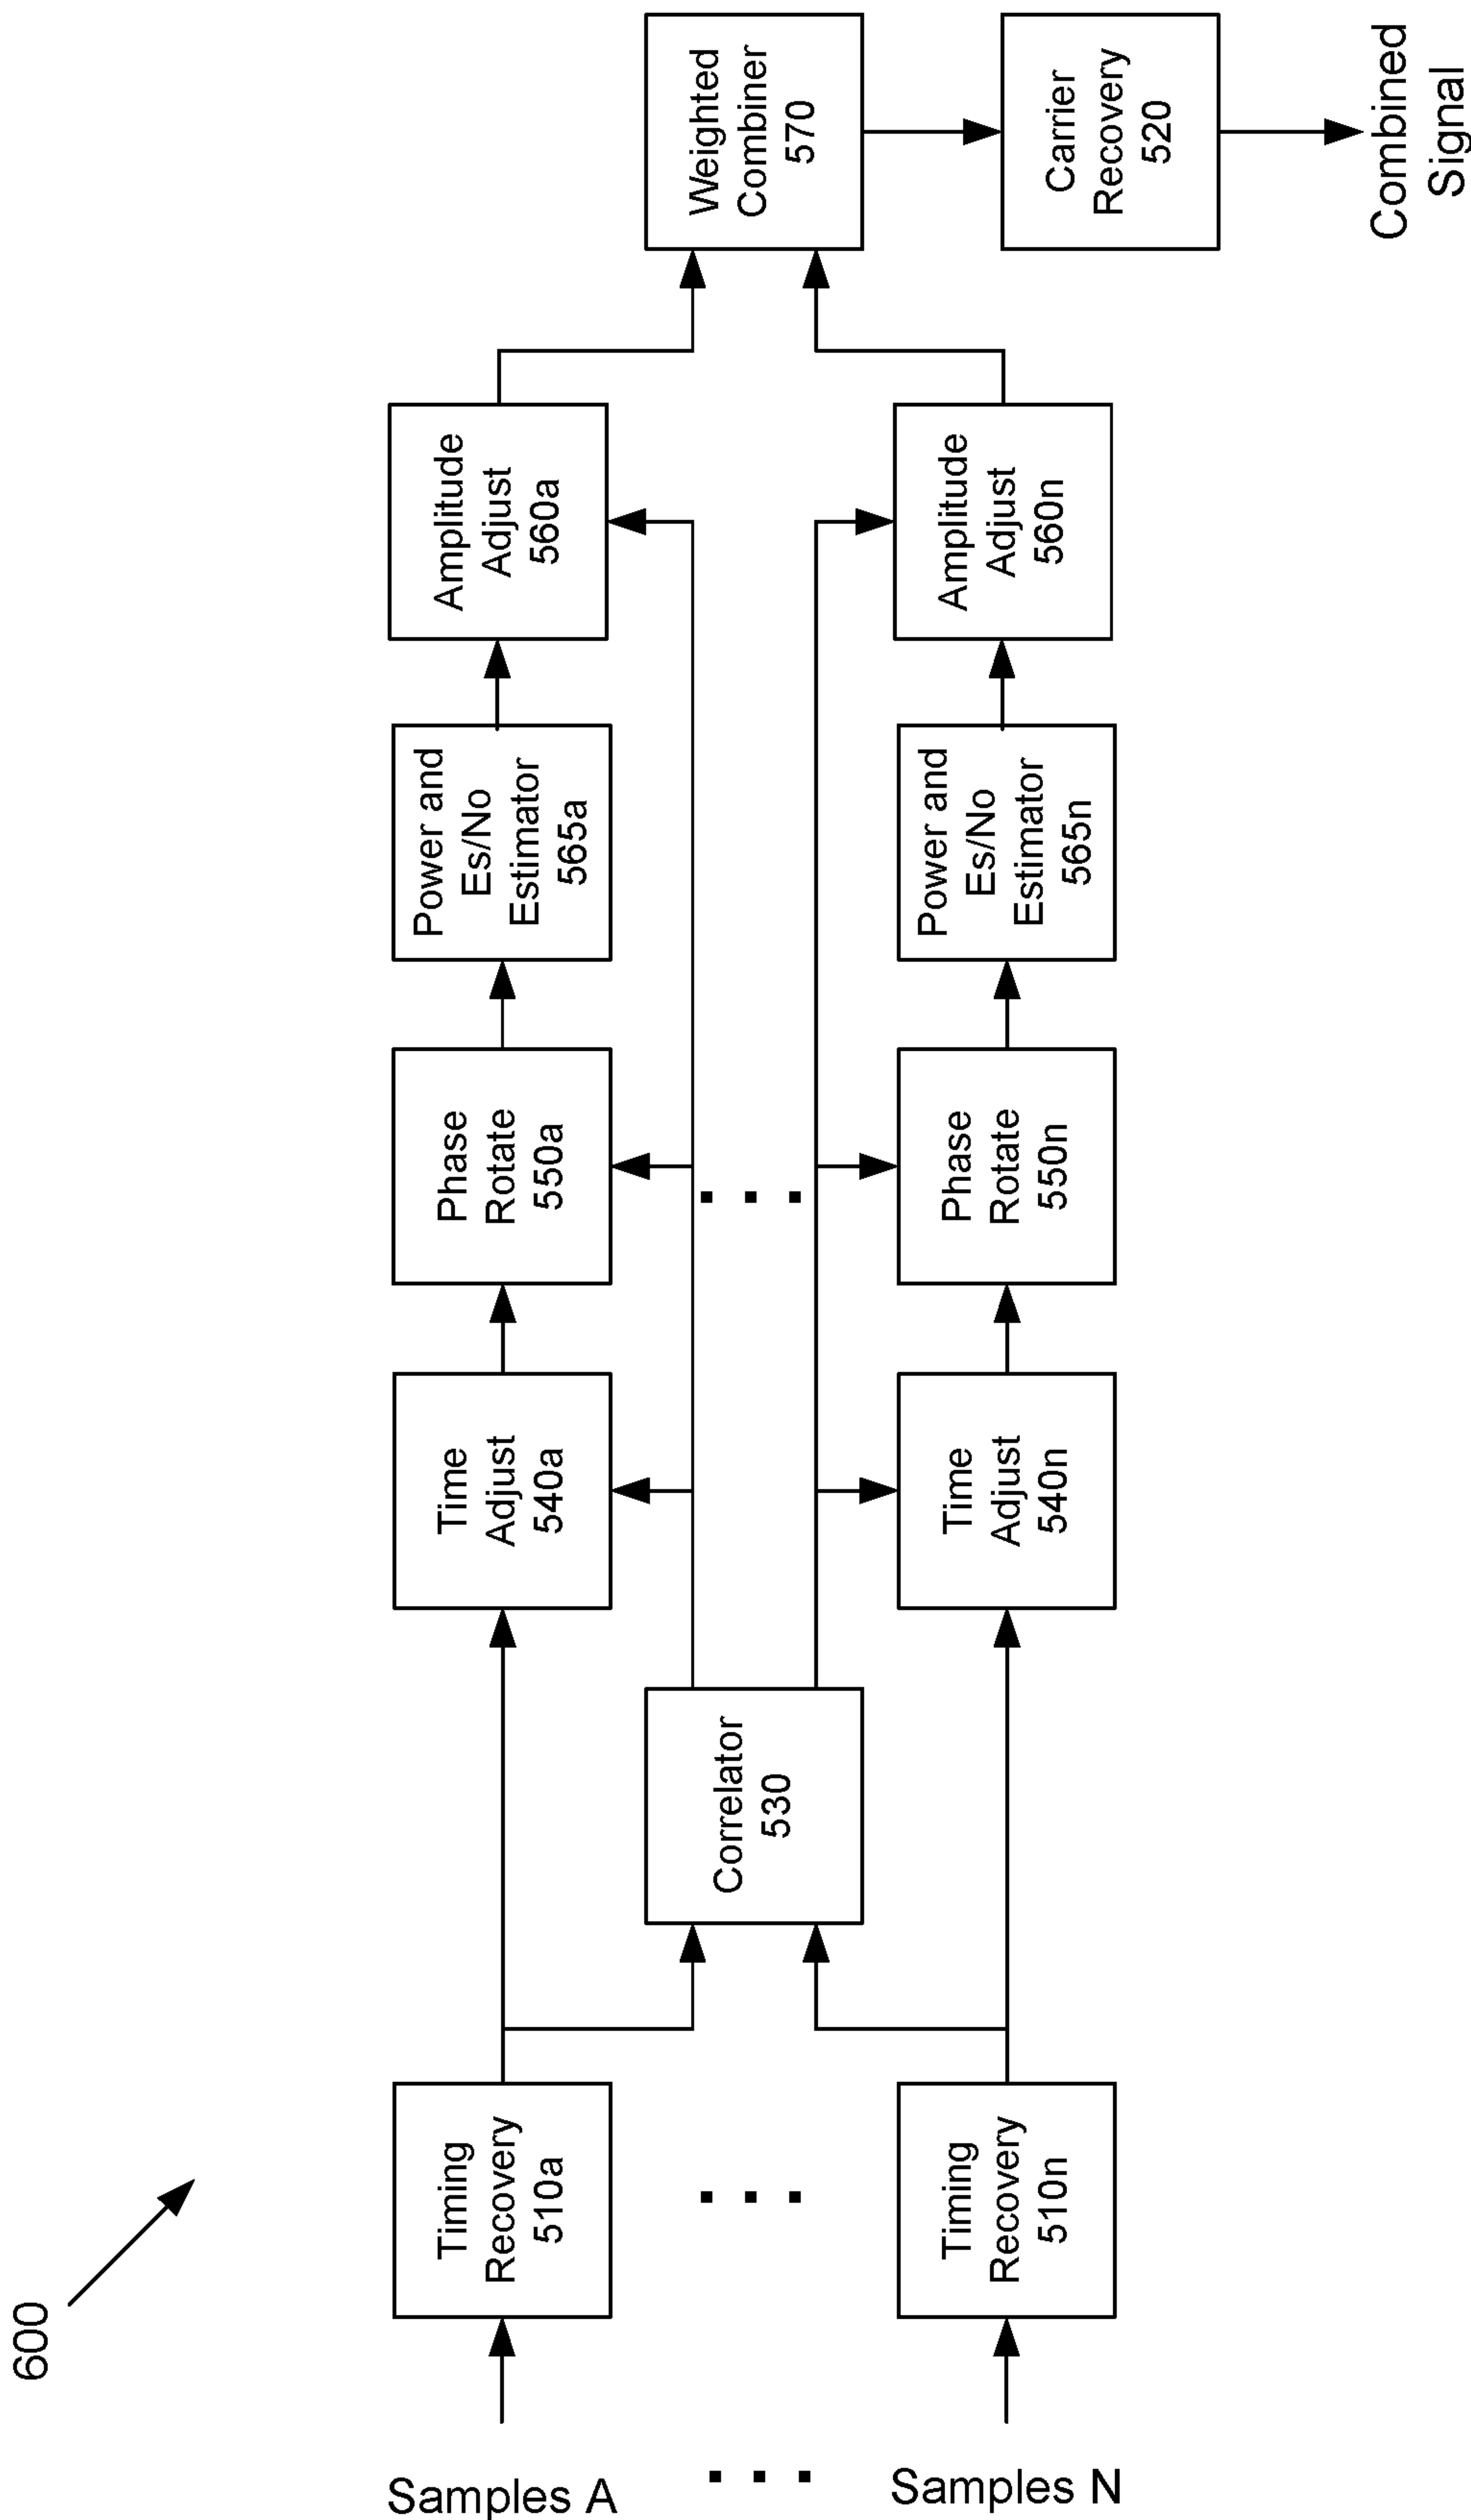 600
Samples A
Timing
Recovery
510a
Time
Adjust
540a
Phase
Rotate
550a
Power and
Es/No
Estimator
565a
Amplitude
Adjust
560a
Correlator
530
Weighted
Combiner
570
Carrier
Recovery
520
Combined
Signal
Samples N
Timing
Recovery
510n
Time
Adjust
540n
Phase
Rotate
550n
Power and
Es/No
Estimator
565n
Amplitude
Adjust
560n